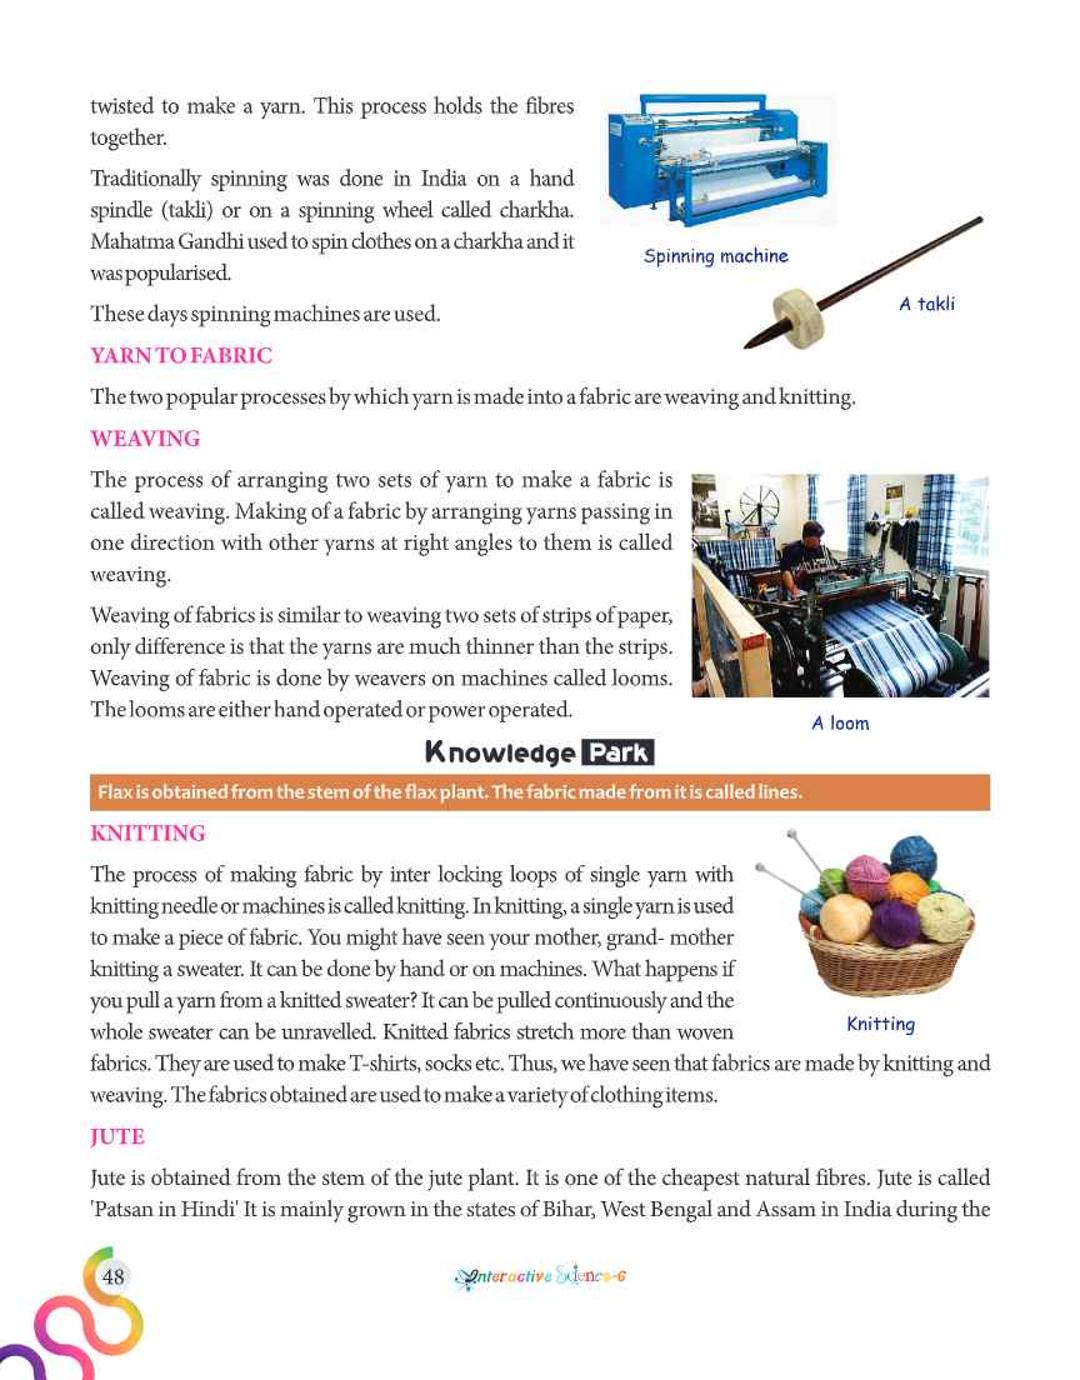 twisted to make a yarn. This process holds the fibres
together.
Traditionally spinning was done in India on a hand
spindle (takli) or on a spinning wheel called charkha.
Mahatma Gandhi used to spin clothes on a charkha and it
was popularised.
These days spinning machines are used.
Spinning machine
A takli
YARN TO FABRIC
The two popular processes by which yarn is made into a fabric are weaving and knitting.
WEAVING
The process of arranging two sets of yarn to make a fabric is
called weaving. Making of a fabric by arranging yarns passing in
one direction with other yarns at right angles to them is called
weaving.
Weaving of fabrics is similar to weaving two sets of strips of paper,
only difference is that the yarns are much thinner than the strips.
Weaving of fabric is done by weavers on machines called looms.
The looms are either hand operated or power operated.
A loom
Knowledge Park
Flax is obtained from the stem of the flax plant. The fabric made from it is called lines.
KNITTING
The process of making fabric by inter locking loops of single yarn with
knitting needle or machines is called knitting. In knitting, a single yarn is used
to make a piece of fabric. You might have seen your mother, grand- mother
knitting a sweater. It can be done by hand or on machines. What happens if
you pull a yarn from a knitted sweater? It can be pulled continuously and the
whole sweater can be unravelled. Knitted fabrics stretch more than woven
fabrics. They are used to make T-shirts, socks etc. Thus, we have seen that fabrics are made by knitting and
weaving. The fabrics obtained are used to make a variety of clothing items.
Knitting
JUTE
Jute is obtained from the stem of the jute plant. It is one of the cheapest natural fibres. Jute is called
'Patsan in Hindi' It is mainly grown in the states of Bihar, West Bengal and Assam in India during the
48
Interactive Science-6